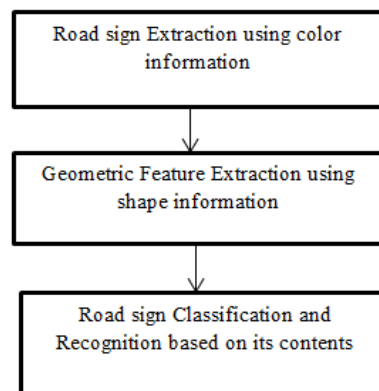 Road sign Extraction using color
information
Geometric Feature Extraction using
shape information
Road sign Classification and
Recognition based on its contents